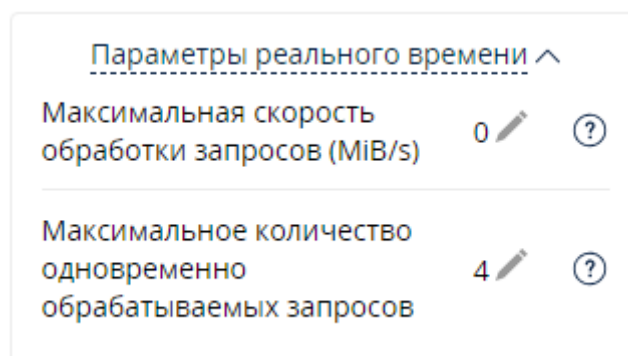 Параметры реального времени
Максимальная скорость
обработки запросов (MiB/s)
0
?
Максимальное количество
одновременно
обрабатываемых запросов
4
?